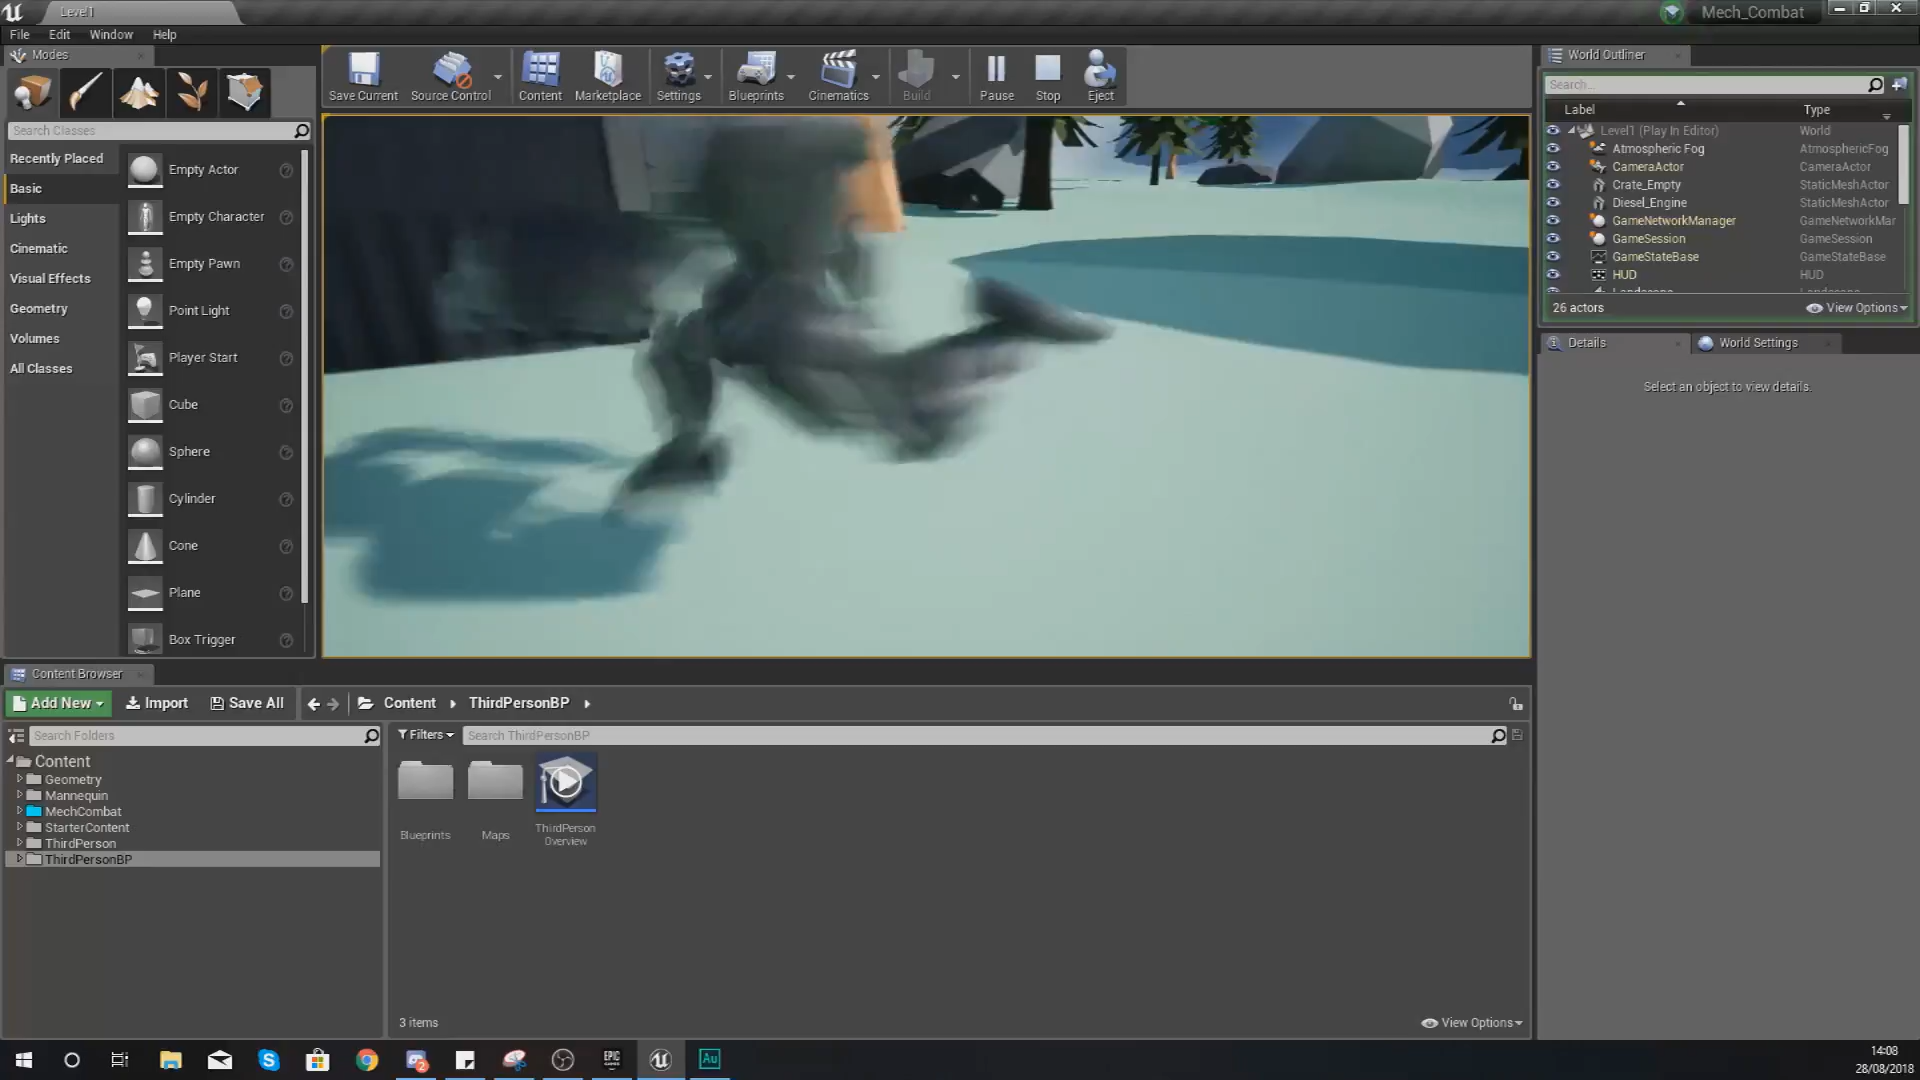 Level1
Mech_Combat
File Edit Window Help
Modes
Search Classes
Recently Placed
Basic
Lights
Cinematic
Visual Effects
Geometry
Volumes
All Classes
Empty Actor
Empty Character
Empty Pawn
Point Light
Player Start
Cube
Sphere
Cylinder
Cone
Plane
Box Trigger
Save Current
Source Control
Content
Marketplace
Settings
Blueprints
Cinematics
Build
Pause
Stop
Eject
World Outliner
Search...
Label Type
Level1 (Play In Editor) World
Atmospheric Fog AtmosphericFog
CameraActor CameraActor
Crate_Empty StaticMeshActor
Diesel_Engine StaticMeshActor
GameNetworkManager GameNetworkMar
GameSession GameSession
GameStateBase GameStateBase
HUD HUD
26 actors View Options
Details World Settings
Select an object to view details.
Content Browser
Add New Import Save All Content ThirdPersonBP
Search Folders
Filters Search ThirdPersonBP
Content
Geometry
Mannequin
MechCombat
StarterContent
ThirdPerson
ThirdPersonBP
Blueprints
Maps
ThirdPerson
Overview
3 items View Options
2
EPIC
GAMES
Au
14:08
28/08/2018